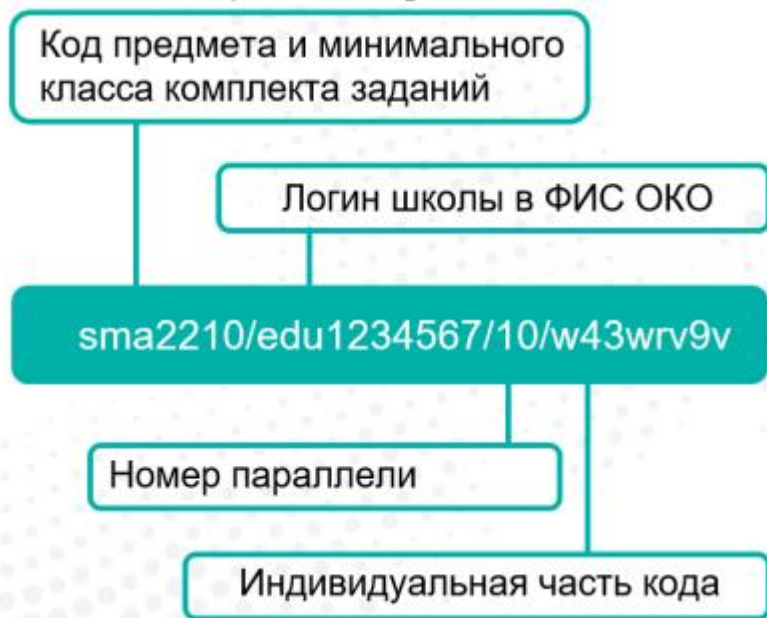 Код предмета и минимального
класса комплекта заданий
Логин школы в ФИС ОКО
sma2210/edu1234567/10/w43wrv9v
Номер параллели
Индивидуальная часть кода